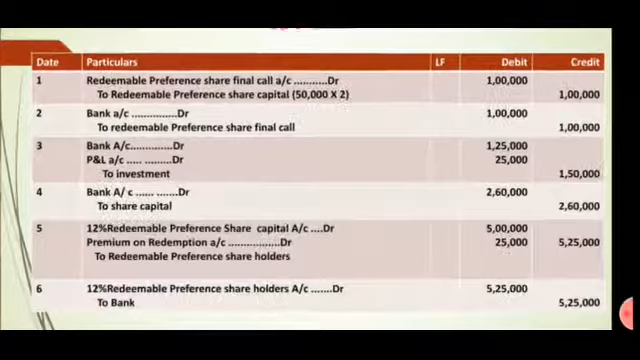 Date Particulars LF Debit Credit
1 Redeemable Preference share final call a/c ...........Dr 1,00,000
To Redeemable Preference share capital (50,000 X 2) 1,00,000
2 Bank a/c ...............Dr 1,00,000
To redeemable Preference share final call 1,00,000
3 Bank A/c..............Dr 1,25,000
P&L a/c ..... .........Dr 25,000
To investment 1,50,000
4 Bank A/ c ...... .......Dr 2,60,000
To share capital 2,60,000
5 12%Redeemable Preference Share capital A/c ....Dr 5,00,000
Premium on Redemption a/c .................Dr 25,000 5,25,000
To Redeemable Preference share holders
6 12%Redeemable Preference share holders A/c .......Dr 5,25,000
To Bank 5,25,000